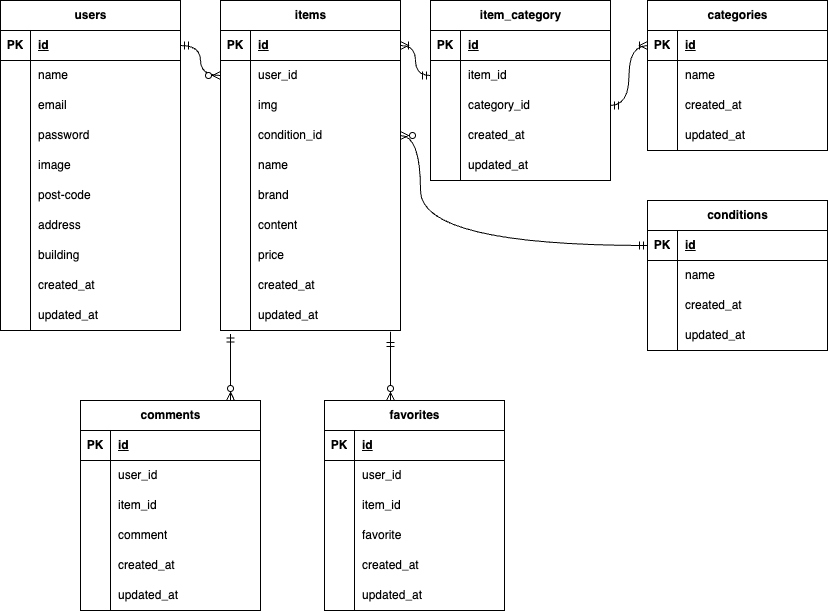 users
PK id
name
email
password
image
post-code
address
building
created_at
updated_at
items
PK id
user_id
img
condition_id
name
brand
content
price
created_at
updated_at
item_category
PK id
item_id
category_id
created_at
updated_at
categories
PK id
name
created_at
updated_at
conditions
PK id
name
created_at
updated_at
comments
PK id
user_id
item_id
comment
created_at
updated_at
favorites
PK id
user_id
item_id
favorite
created_at
updated_at